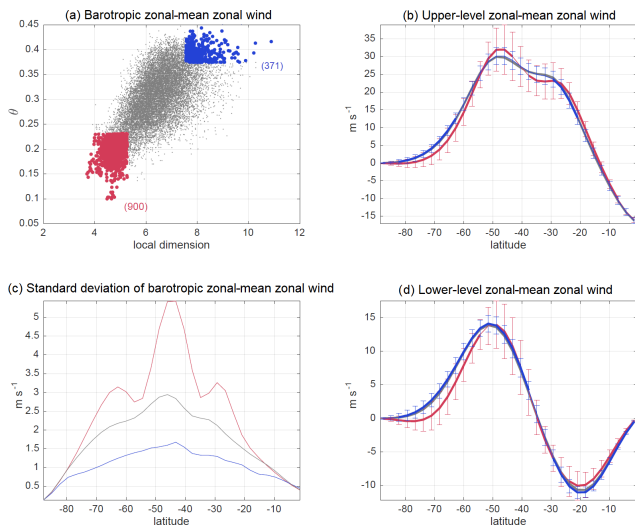 (a) Barotropic zonal-mean zonal wind
0.45
0.4
0.35
0.3
0.25
0.2
0.15
0.1
0.05
θ
(371)
(900)
2 4 6 8 10 12
local dimension
(b) Upper-level zonal-mean zonal wind
35
30
25
20
15
10
5
0
-5
-10
-15
m s-1
-80 -70 -60 -50 -40 -30 -20 -10
latitude
(c) Standard deviation of barotropic zonal-mean zonal wind
5
4.5
4
3.5
3
2.5
2
1.5
1
0.5
m s-1
-80 -70 -60 -50 -40 -30 -20 -10
latitude
(d) Lower-level zonal-mean zonal wind
15
10
5
0
-5
-10
m s-1
-80 -70 -60 -50 -40 -30 -20 -10
latitude